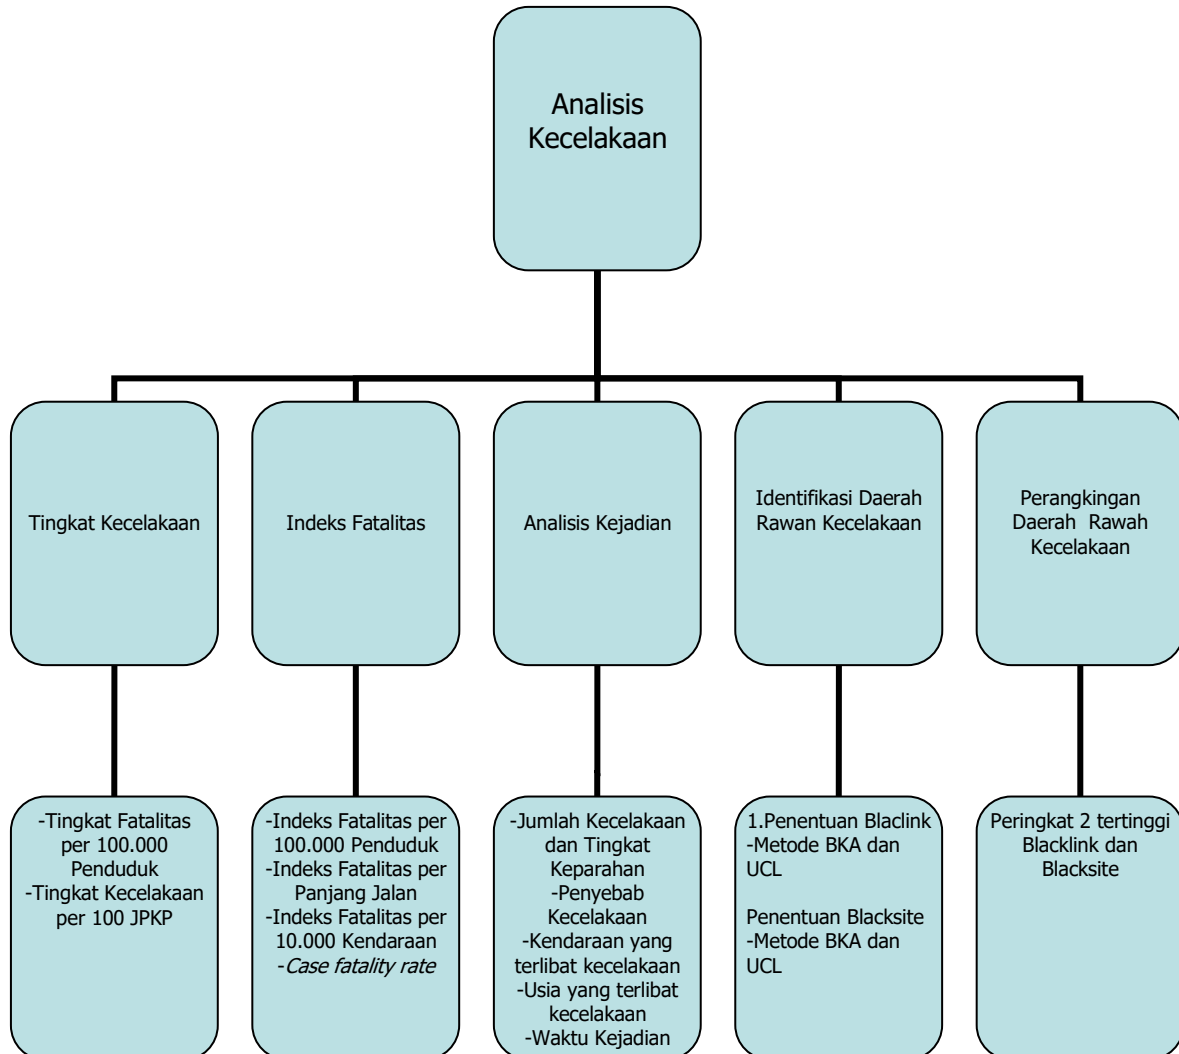 Analisis
Kecelakaan
Tingkat Kecelakaan
Indeks Fatalitas
Analisis Kejadian
Identifikasi Daerah
Rawan Kecelakaan
Perangkingan
Daerah Rawah
Kecelakaan
-Tingkat Fatalitas
per 100.000
Penduduk
-Tingkat Kecelakaan
per 100 JPKP
-Indeks Fatalitas per
100.000 Penduduk
-Indeks Fatalitas per
Panjang Jalan
-Indeks Fatalitas per
10.000 Kendaraan
-Case fatality rate
-Jumlah Kecelakaan
dan Tingkat
Keparahan
-Penyebab
Kecelakaan
-Kendaraan yang
terlibat kecelakaan
-Usia yang terlibat
kecelakaan
-Waktu Kejadian
1.Penentuan Blaclink
-Metode BKA dan
UCL
Penentuan Blacksite
-Metode BKA dan
UCL
Peringkat 2 tertinggi
Blacklink dan
Blacksite